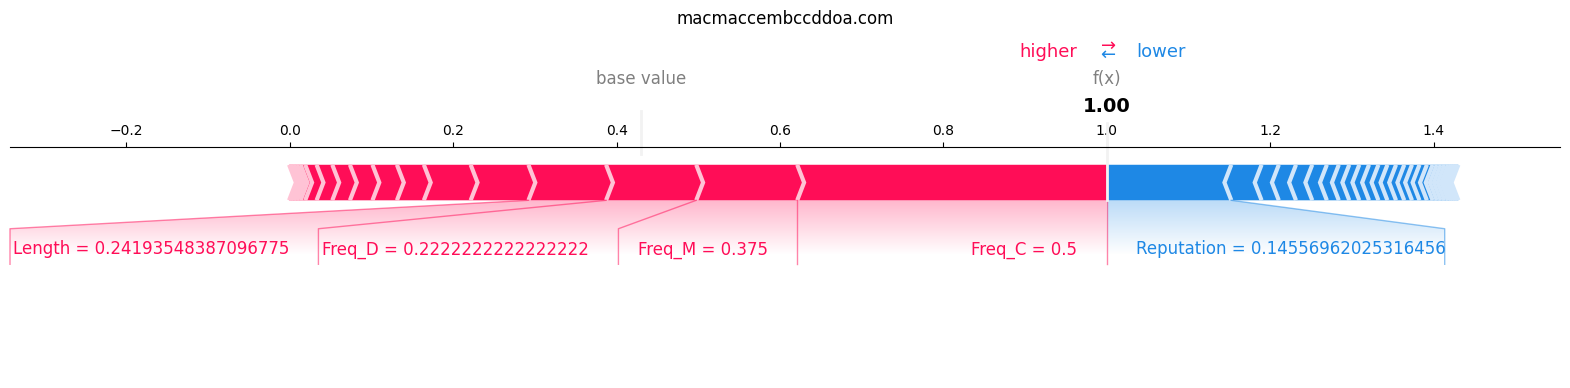 macmaccembccddoa.com
higher ⇄ lower
base value f(x)
1.00
−0.2 0.0 0.2 0.4 0.6 0.8 1.0 1.2 1.4
Length = 0.24193548387096775 Freq_D = 0.2222222222222222 Freq_M = 0.375 Freq_C = 0.5 Reputation = 0.14556962025316456